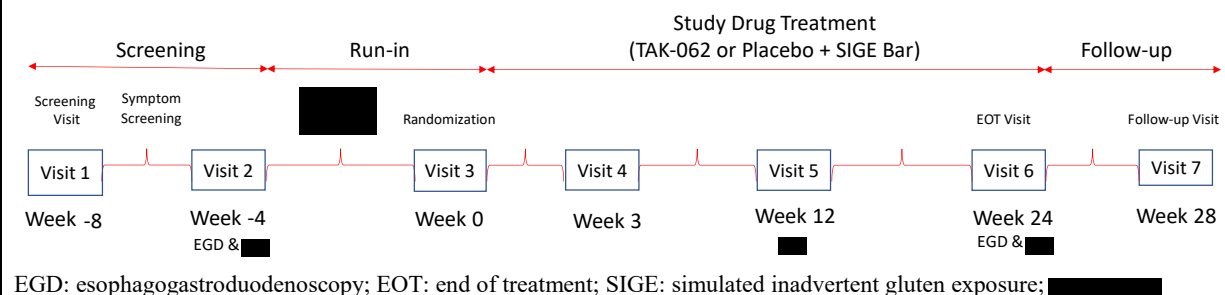 Study Drug Treatment
(TAK-062 or Placebo + SIGE Bar)
Screening
Run-in
Follow-up
Screening
Visit
Symptom
Screening
Randomization
EOT Visit
Follow-up Visit
Visit 1
Visit 2
Visit 3
Visit 4
Visit 5
Visit 6
Visit 7
Week -8
Week -4
Week 0
Week 3
Week 12
Week 24
Week 28
EGD &
EGD &
EGD: esophagogastroduodenoscopy; EOT: end of treatment; SIGE: simulated inadvertent gluten exposure;